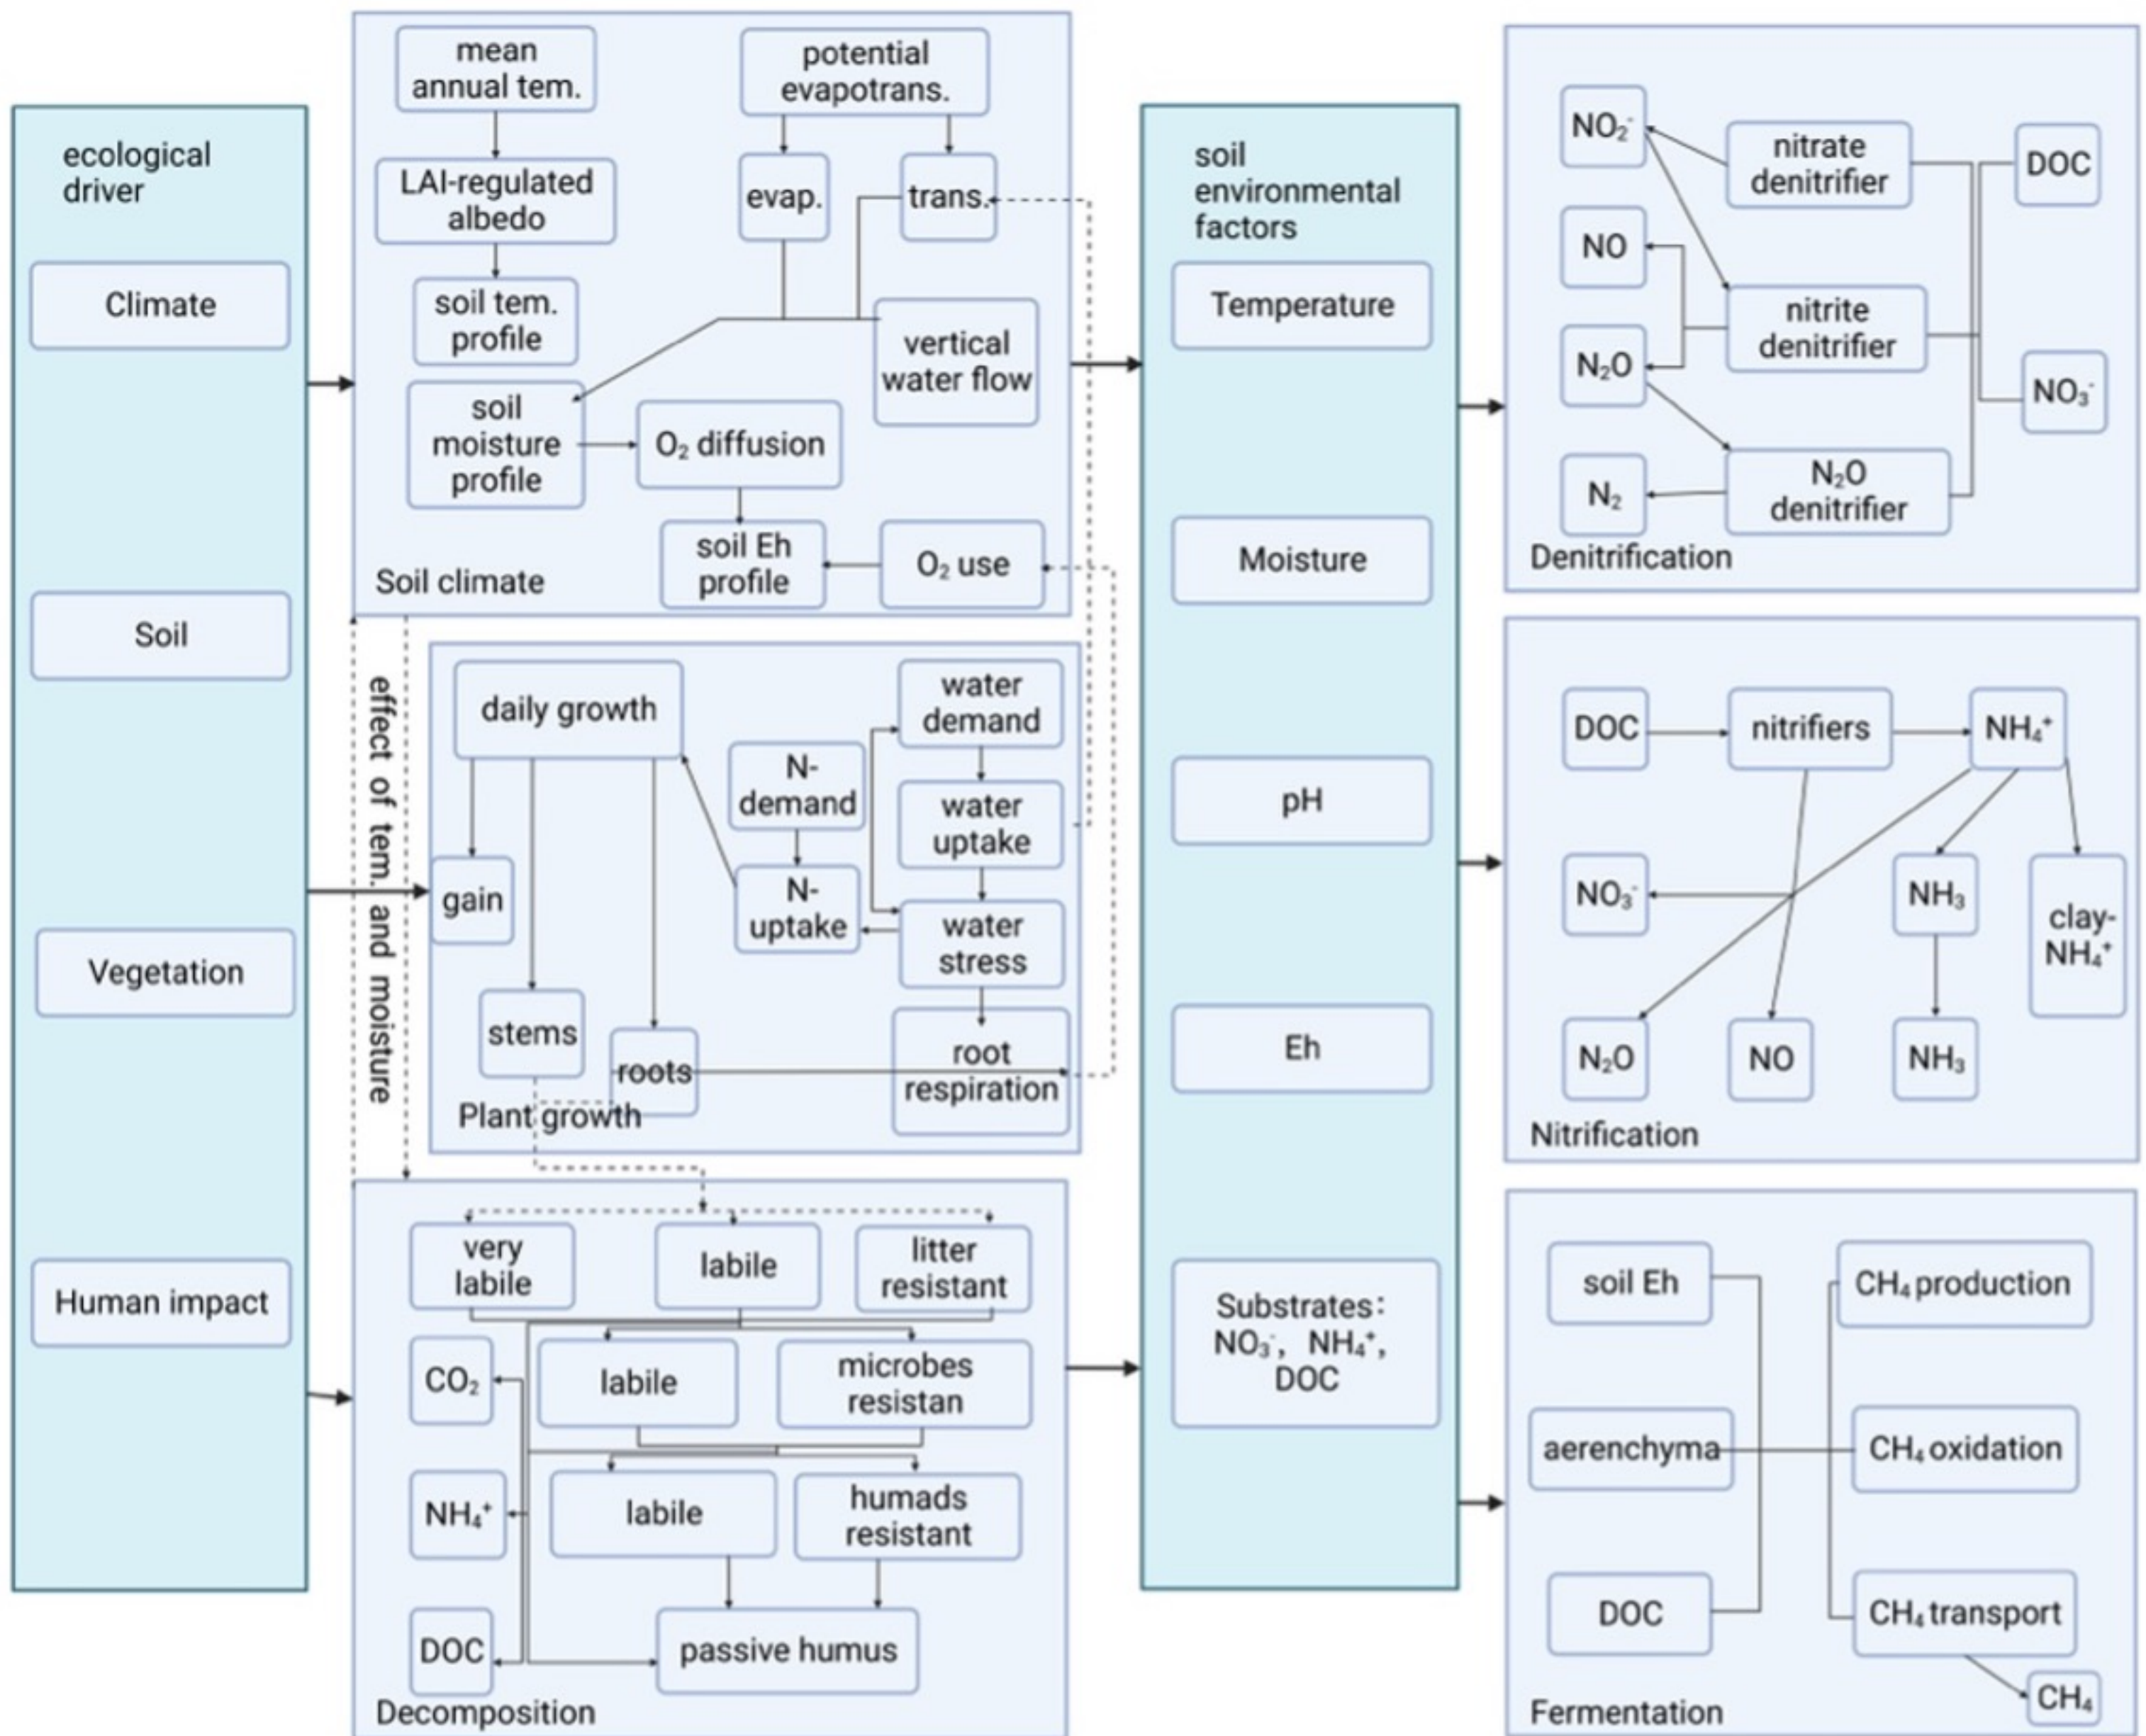 ecological
driver
Climate
Soil
Vegetation
Human impact
mean
annual tem.
LAI-regulated
albedo
soil tem.
profile
soil
moisture
profile
potential
evapotrans.
evap.
trans.
vertical
water flow
O₂ diffusion
soil Eh
profile
O₂ use
Soil climate
effect of tem. and moisture
daily growth
gain
stems
roots
N-
demand
N-
uptake
water
demand
water
uptake
water
stress
root
respiration
Plant growth
very
labile
labile
litter
resistant
CO₂
labile
microbes
resistan
NH₄⁺
labile
humads
resistant
DOC
passive humus
Decomposition
soil
environmental
factors
Temperature
Moisture
pH
Eh
Substrates:
NO₃⁻, NH₄⁺,
DOC
NO₂⁻
nitrate
denitrifier
DOC
NO
nitrite
denitrifier
N₂O
NO₃⁻
N₂
N₂O
denitrifier
Denitrification
DOC
nitrifiers
NH₄⁺
NO₃⁻
NH₃
clay-
NH₄⁺
N₂O
NO
NH₃
Nitrification
soil Eh
CH₄ production
aerenchyma
CH₄ oxidation
DOC
CH₄ transport
CH₄
Fermentation